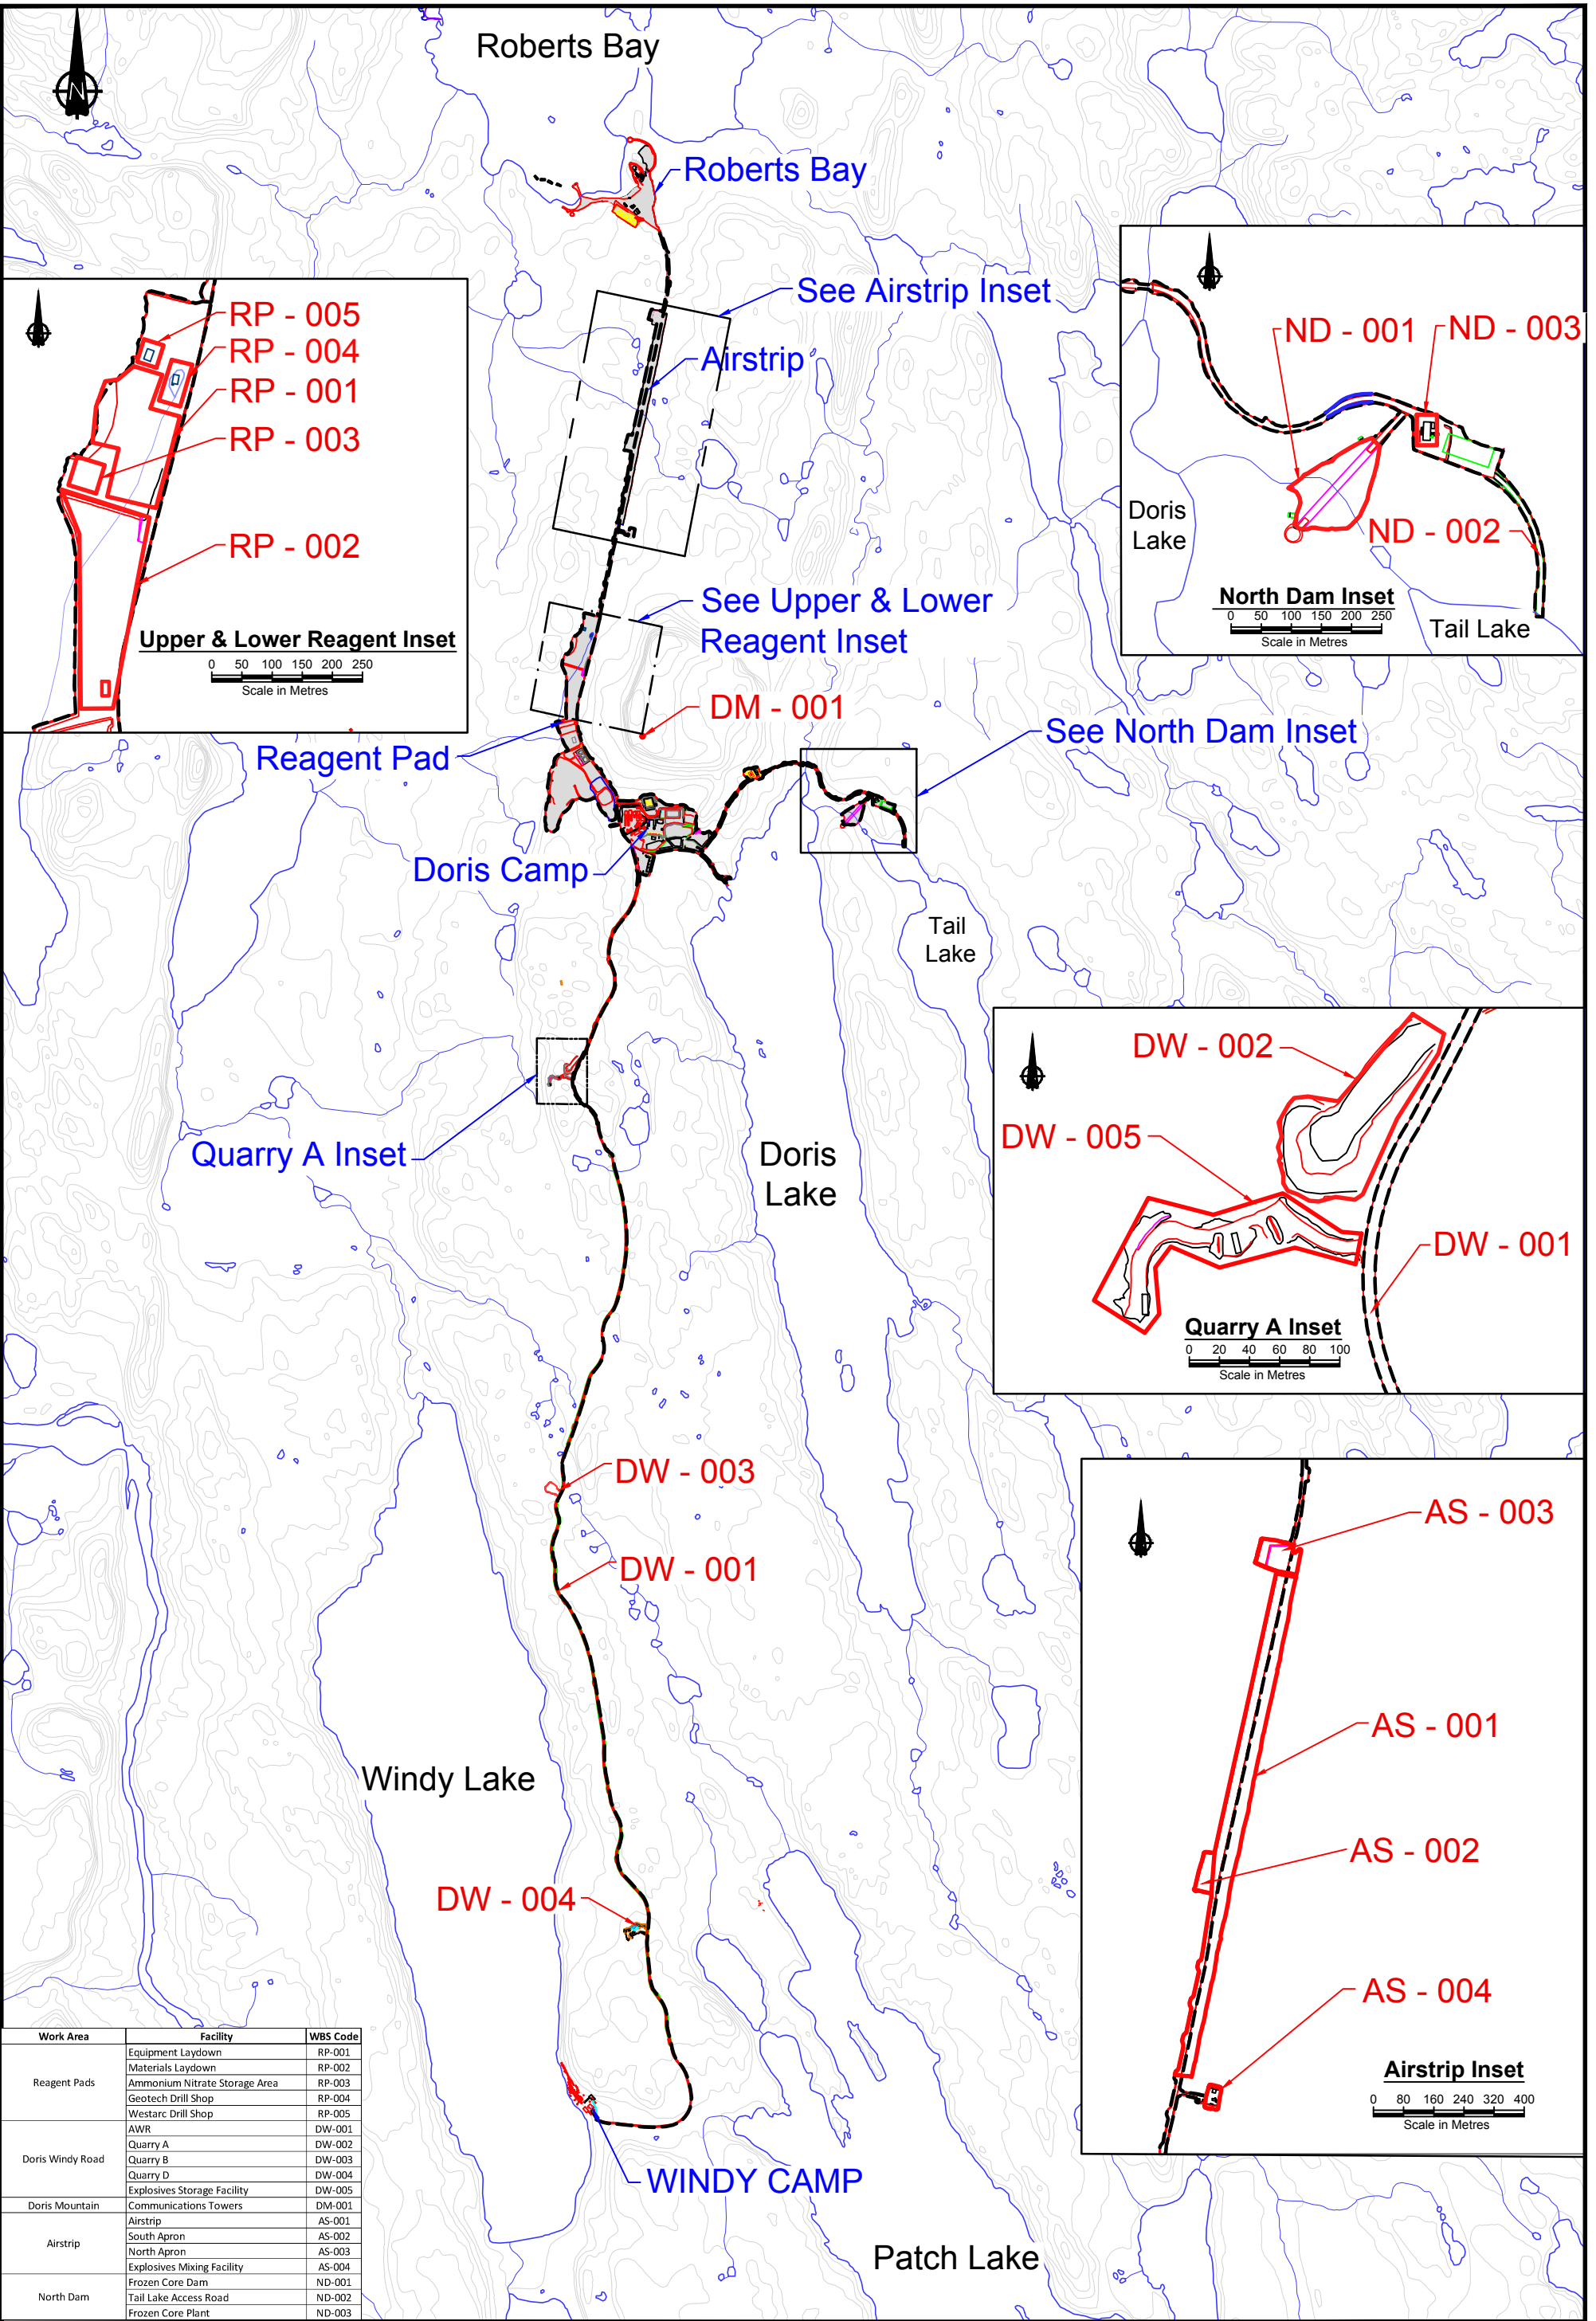 Roberts Bay
N
Roberts Bay
See Airstrip Inset
Airstrip
RP - 005
RP - 004
RP - 001
RP - 003
RP - 002
Upper & Lower Reagent Inset
0 50 100 150 200 250
Scale in Metres
ND - 001
ND - 003
Doris
Lake
ND - 002
North Dam Inset
0 50 100 150 200 250
Scale in Metres
Tail Lake
See Upper & Lower
Reagent Inset
DM - 001
See North Dam Inset
Reagent Pad
Doris Camp
Tail
Lake
Quarry A Inset
Doris
Lake
DW - 002
DW - 005
DW - 001
Quarry A Inset
0 20 40 60 80 100
Scale in Metres
DW - 003
DW - 001
Windy Lake
DW - 004
WINDY CAMP
Patch Lake
AS - 003
AS - 001
AS - 002
AS - 004
Airstrip Inset
0 80 160 240 320 400
Scale in Metres
Work Area Facility WBS Code
Reagent Pads
Equipment Laydown RP-001
Materials Laydown RP-002
Ammonium Nitrate Storage Area RP-003
Geotech Drill Shop RP-004
Westarc Drill Shop RP-005
Doris Windy Road
AWR DW-001
Quarry A DW-002
Quarry B DW-003
Quarry D DW-004
Explosives Storage Facility DW-005
Doris Mountain Communications Towers DM-001
Airstrip
Airstrip AS-001
South Apron AS-002
North Apron AS-003
Explosives Mixing Facility AS-004
North Dam
Frozen Core Dam ND-001
Tail Lake Access Road ND-002
Frozen Core Plant ND-003